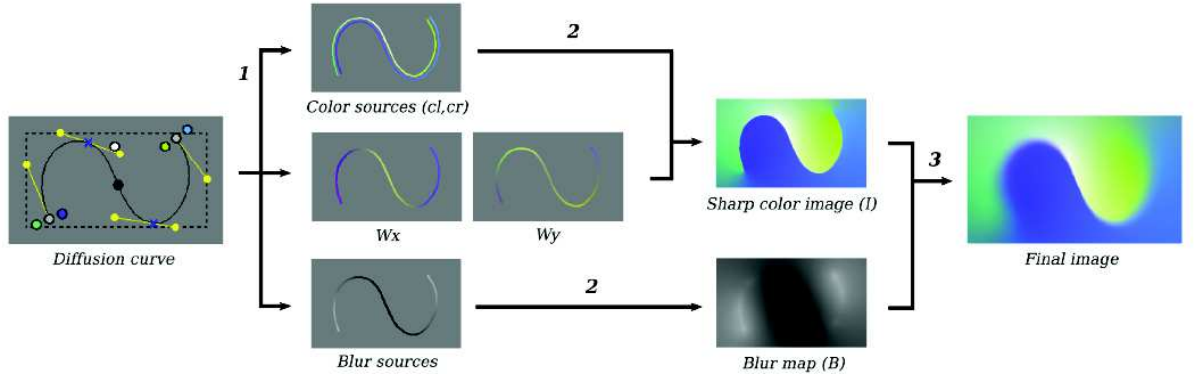 1
2
Color sources (cl,cr)
Diffusion curve
Wx
Wy
Sharp color image (I)
3
Final image
2
Blur sources
Blur map (B)